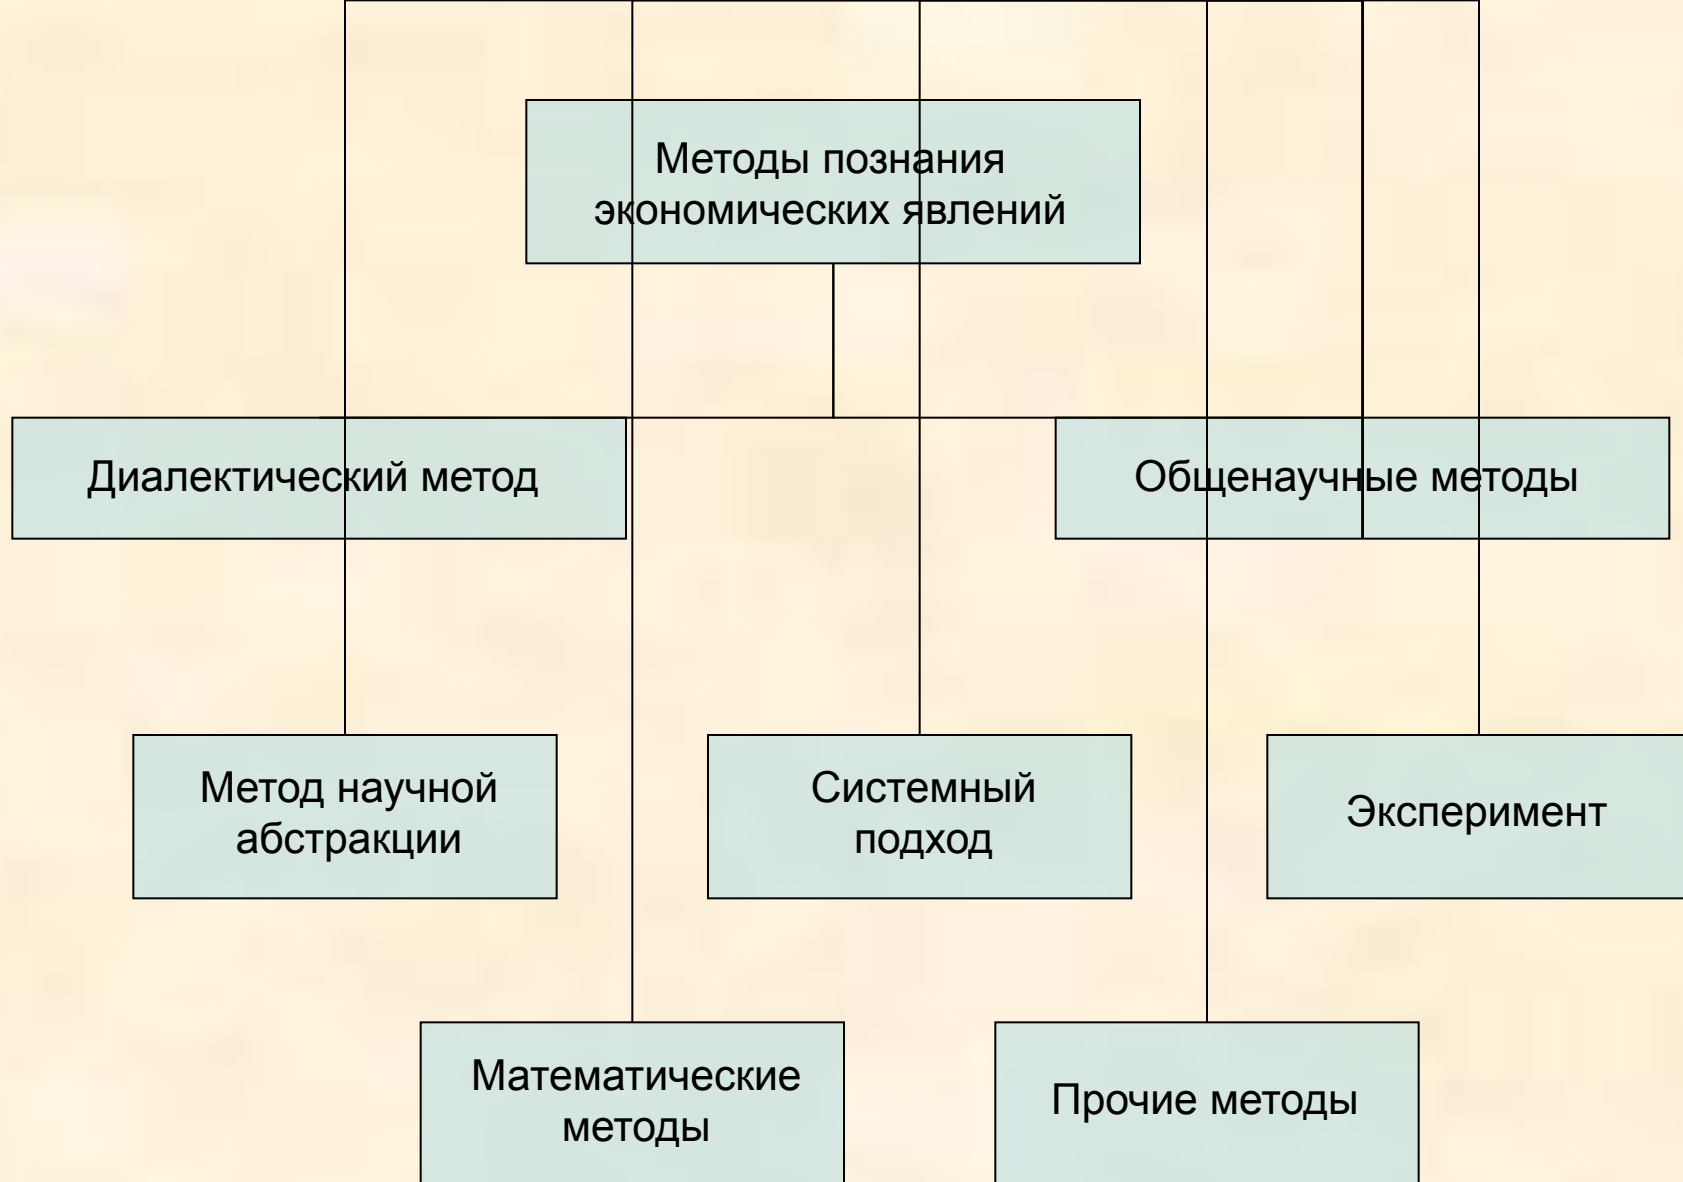 Методы познания
экономических явлений
Диалектический метод
Общенаучные методы
Метод научной
абстракции
Системный
подход
Эксперимент
Математические
методы
Прочие методы